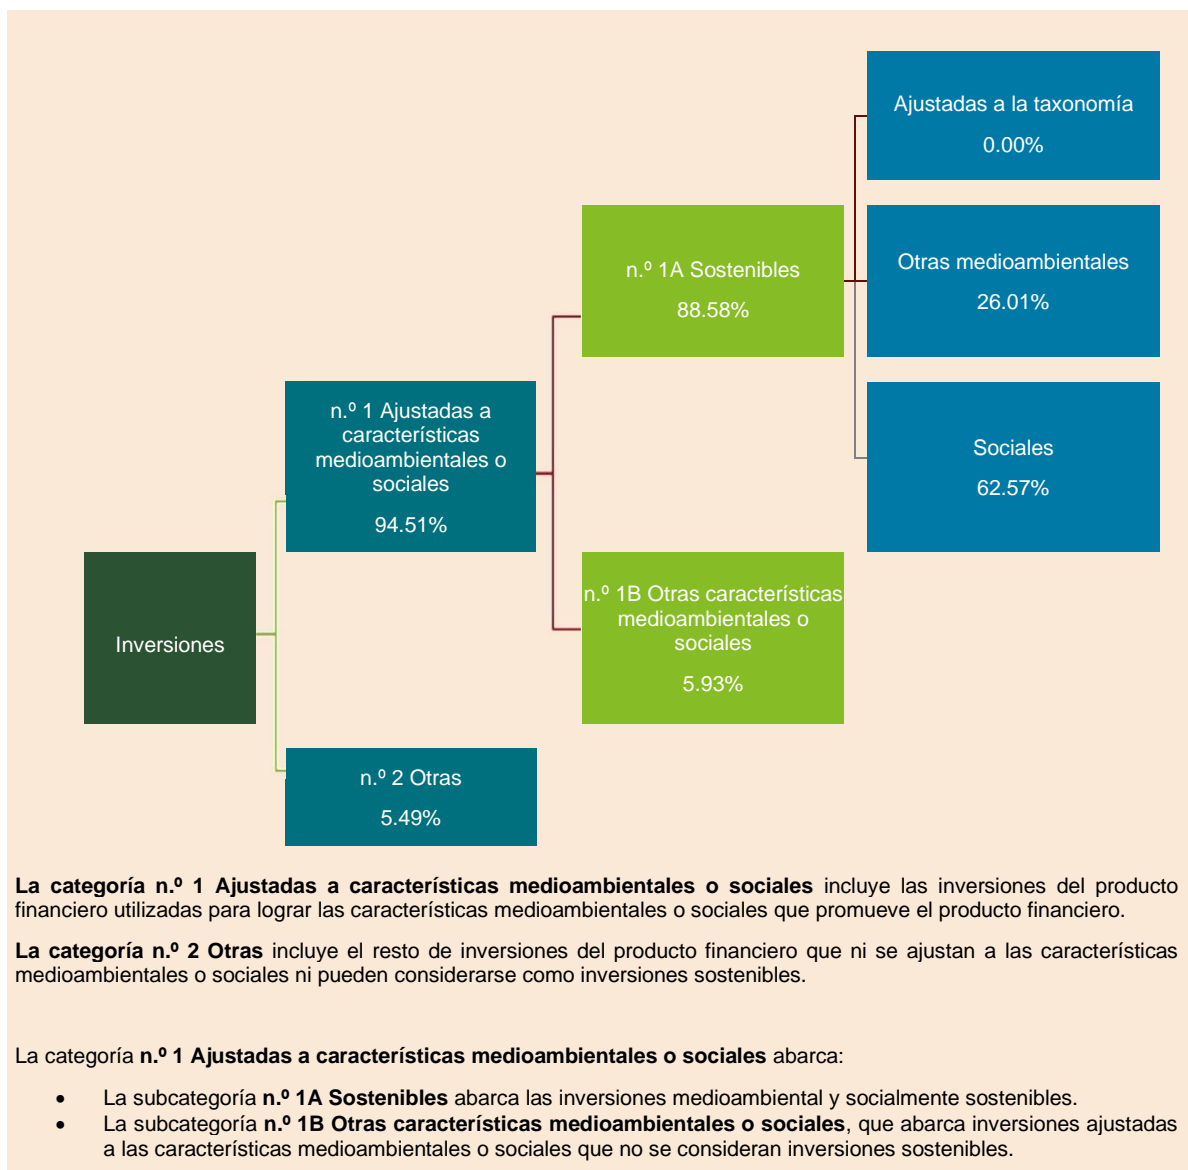 Ajustadas a la taxonomía
0.00%
n.º 1A Sostenibles
88.58%
Otras medioambientales
26.01%
n.º 1 Ajustadas a
características
medioambientales o
sociales
94.51%
Sociales
62.57%
Inversiones
n.º 1B Otras características
medioambientales o
sociales
5.93%
n.º 2 Otras
5.49%
La categoría n.º 1 Ajustadas a características medioambientales o sociales incluye las inversiones del producto
financiero utilizadas para lograr las características medioambientales o sociales que promueve el producto financiero.
La categoría n.º 2 Otras incluye el resto de inversiones del producto financiero que ni se ajustan a las características
medioambientales o sociales ni pueden considerarse como inversiones sostenibles.
La categoría n.º 1 Ajustadas a características medioambientales o sociales abarca:
• La subcategoría n.º 1A Sostenibles abarca las inversiones medioambiental y socialmente sostenibles.
• La subcategoría n.º 1B Otras características medioambientales o sociales, que abarca inversiones ajustadas
a las características medioambientales o sociales que no se consideran inversiones sostenibles.